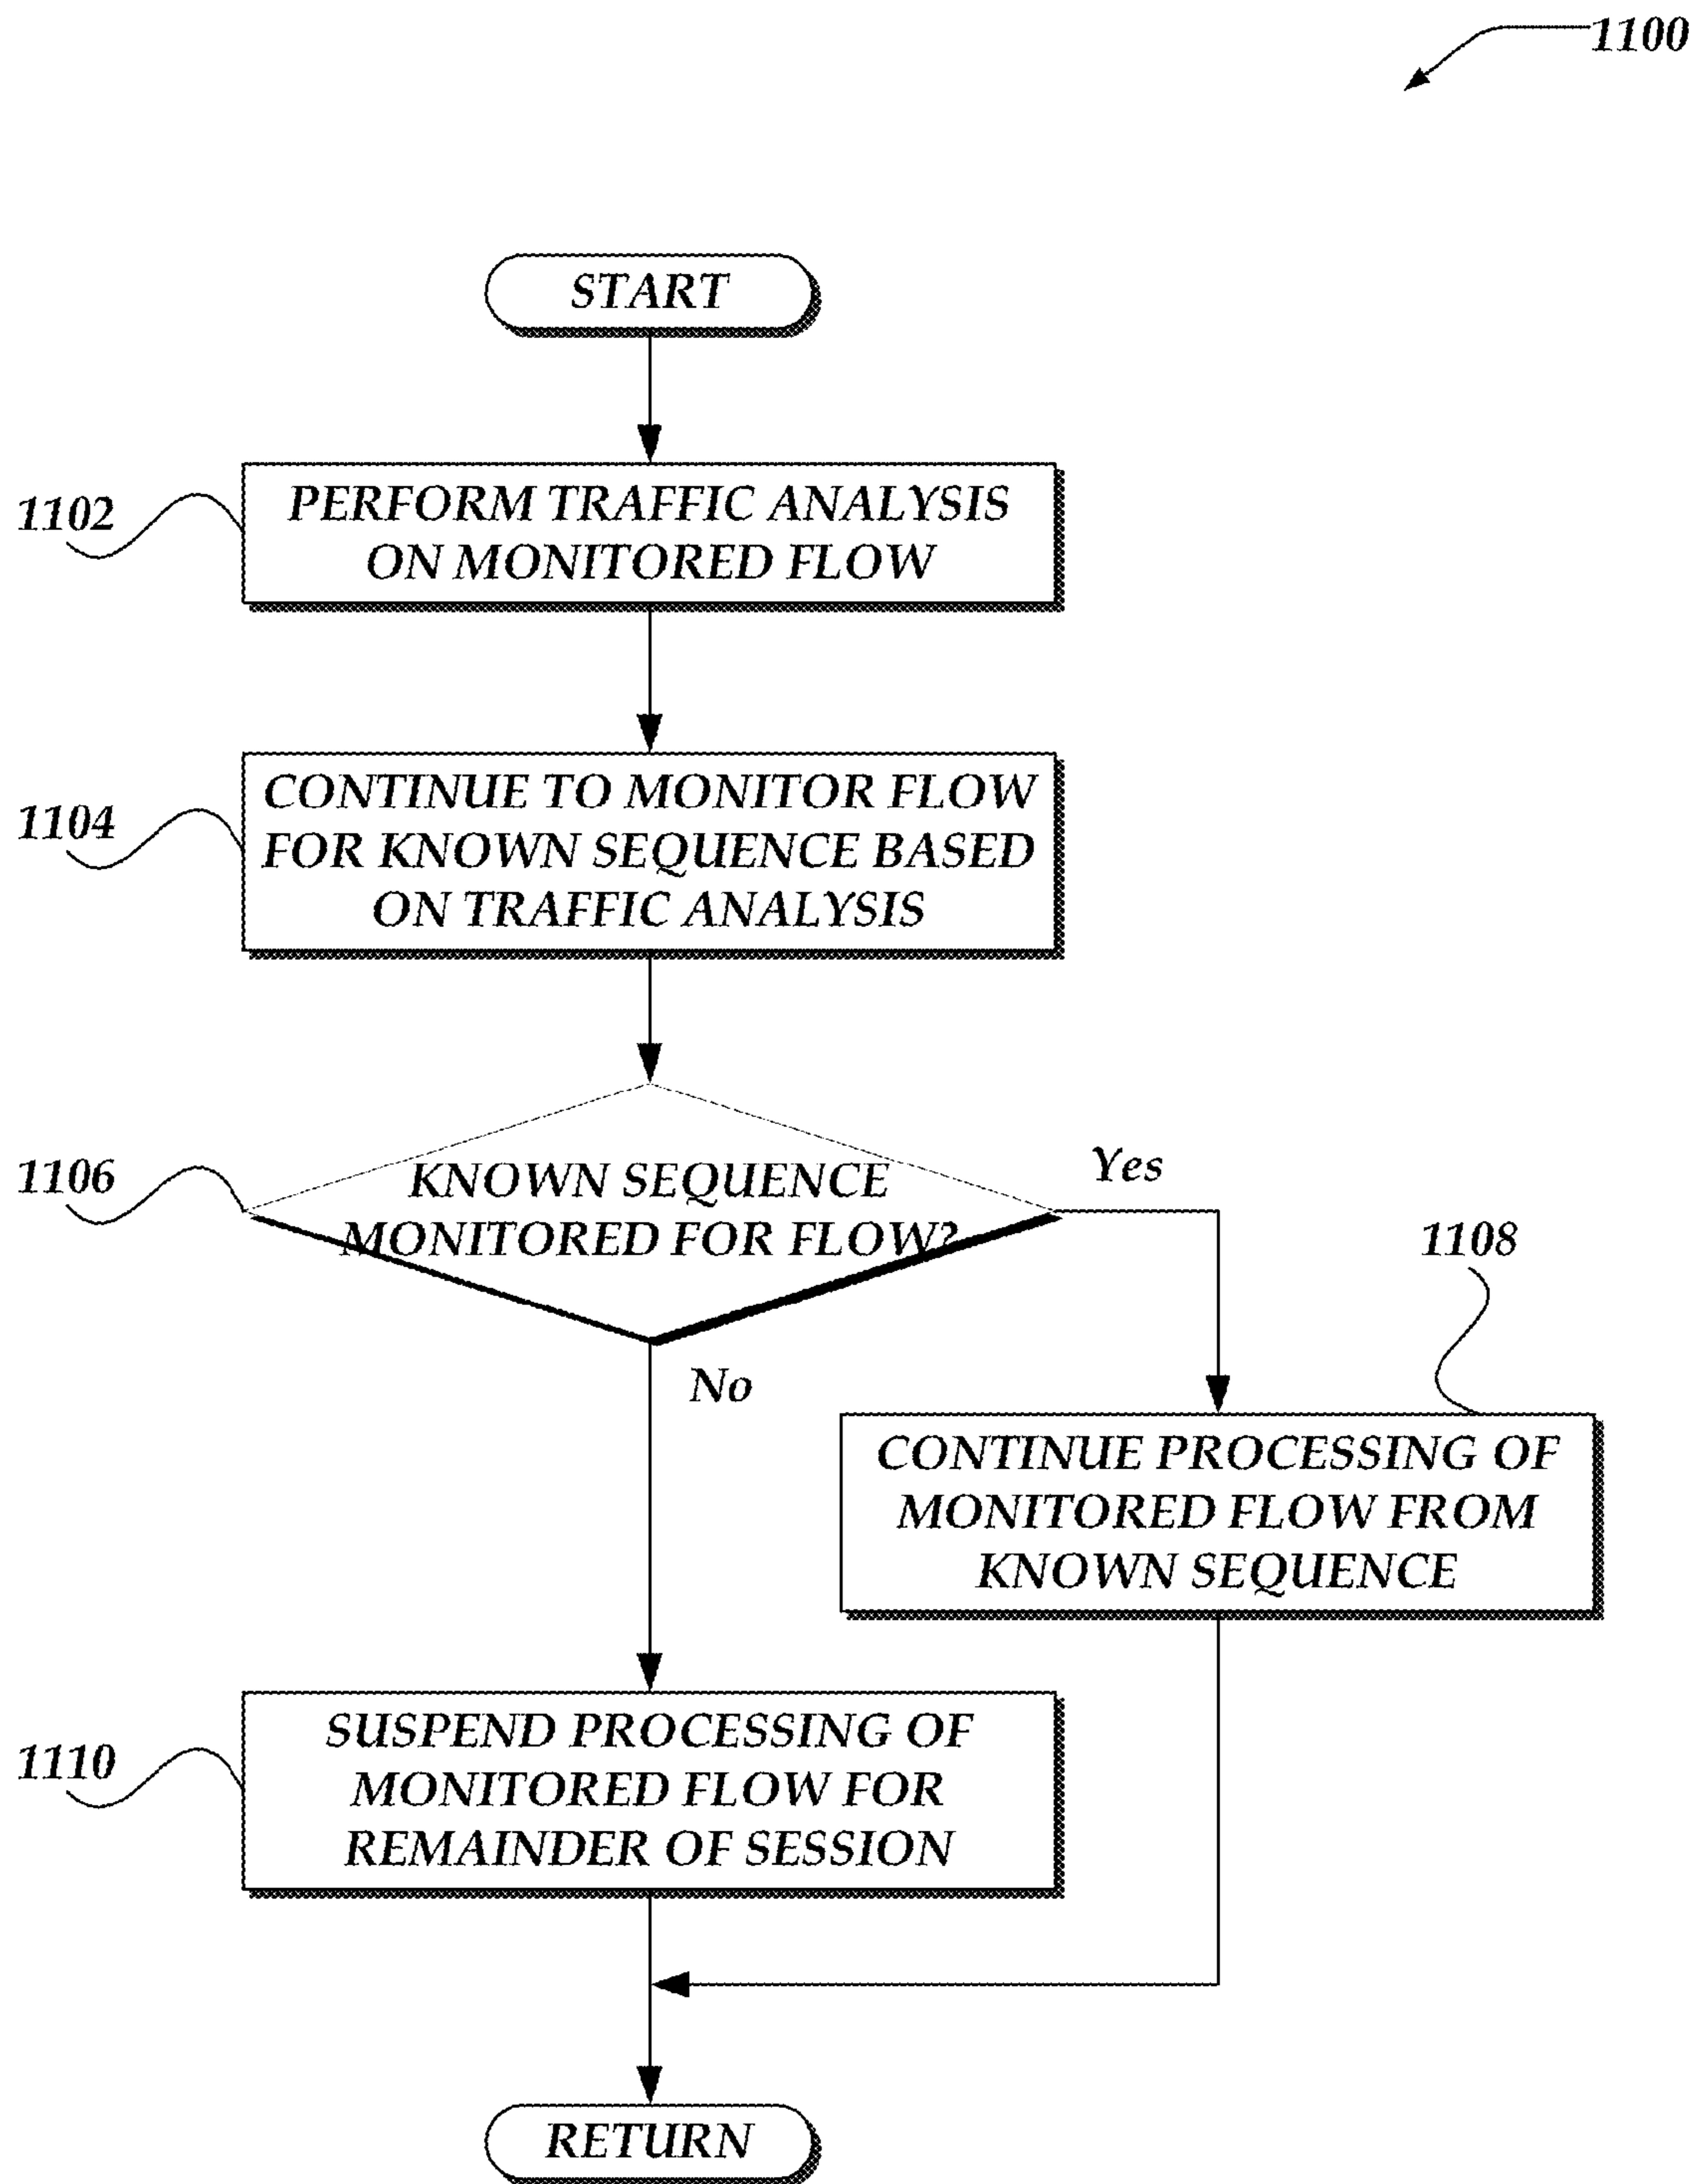 1100
START
1102
PERFORM TRAFFIC ANALYSIS
ON MONITORED FLOW
1104
CONTINUE TO MONITOR FLOW
FOR KNOWN SEQUENCE BASED
ON TRAFFIC ANALYSIS
1106
KNOWN SEQUENCE
MONITORED FOR FLOW?
Yes
No
1108
CONTINUE PROCESSING OF
MONITORED FLOW FROM
KNOWN SEQUENCE
1110
SUSPEND PROCESSING OF
MONITORED FLOW FOR
REMAINDER OF SESSION
RETURN